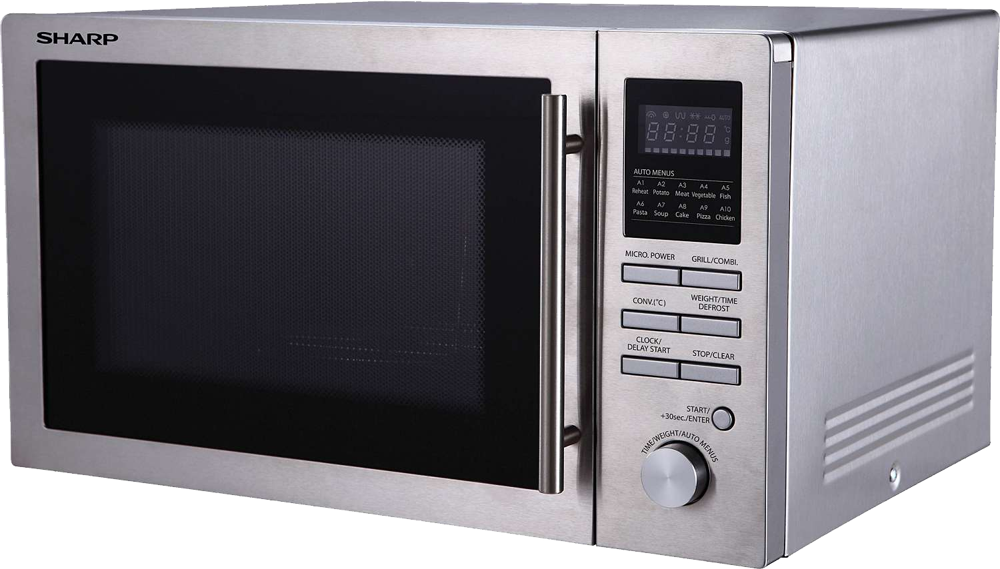 SHARP
AUTO
88:88
°C
g
AUTO MENUS
A1 A2 A3 A4 A5
Reheat Potato Meat Vegetable Fish
A6 A7 A8 A9 A10
Pasta Soup Cake Pizza Chicken
MICRO. POWER
GRILL/COMBI.
CONV.(°C)
WEIGHT/TIME
DEFROST
CLOCK/
DELAY START
STOP/CLEAR
START/
+30sec./ENTER
TIME/WEIGHT/AUTO MENUS